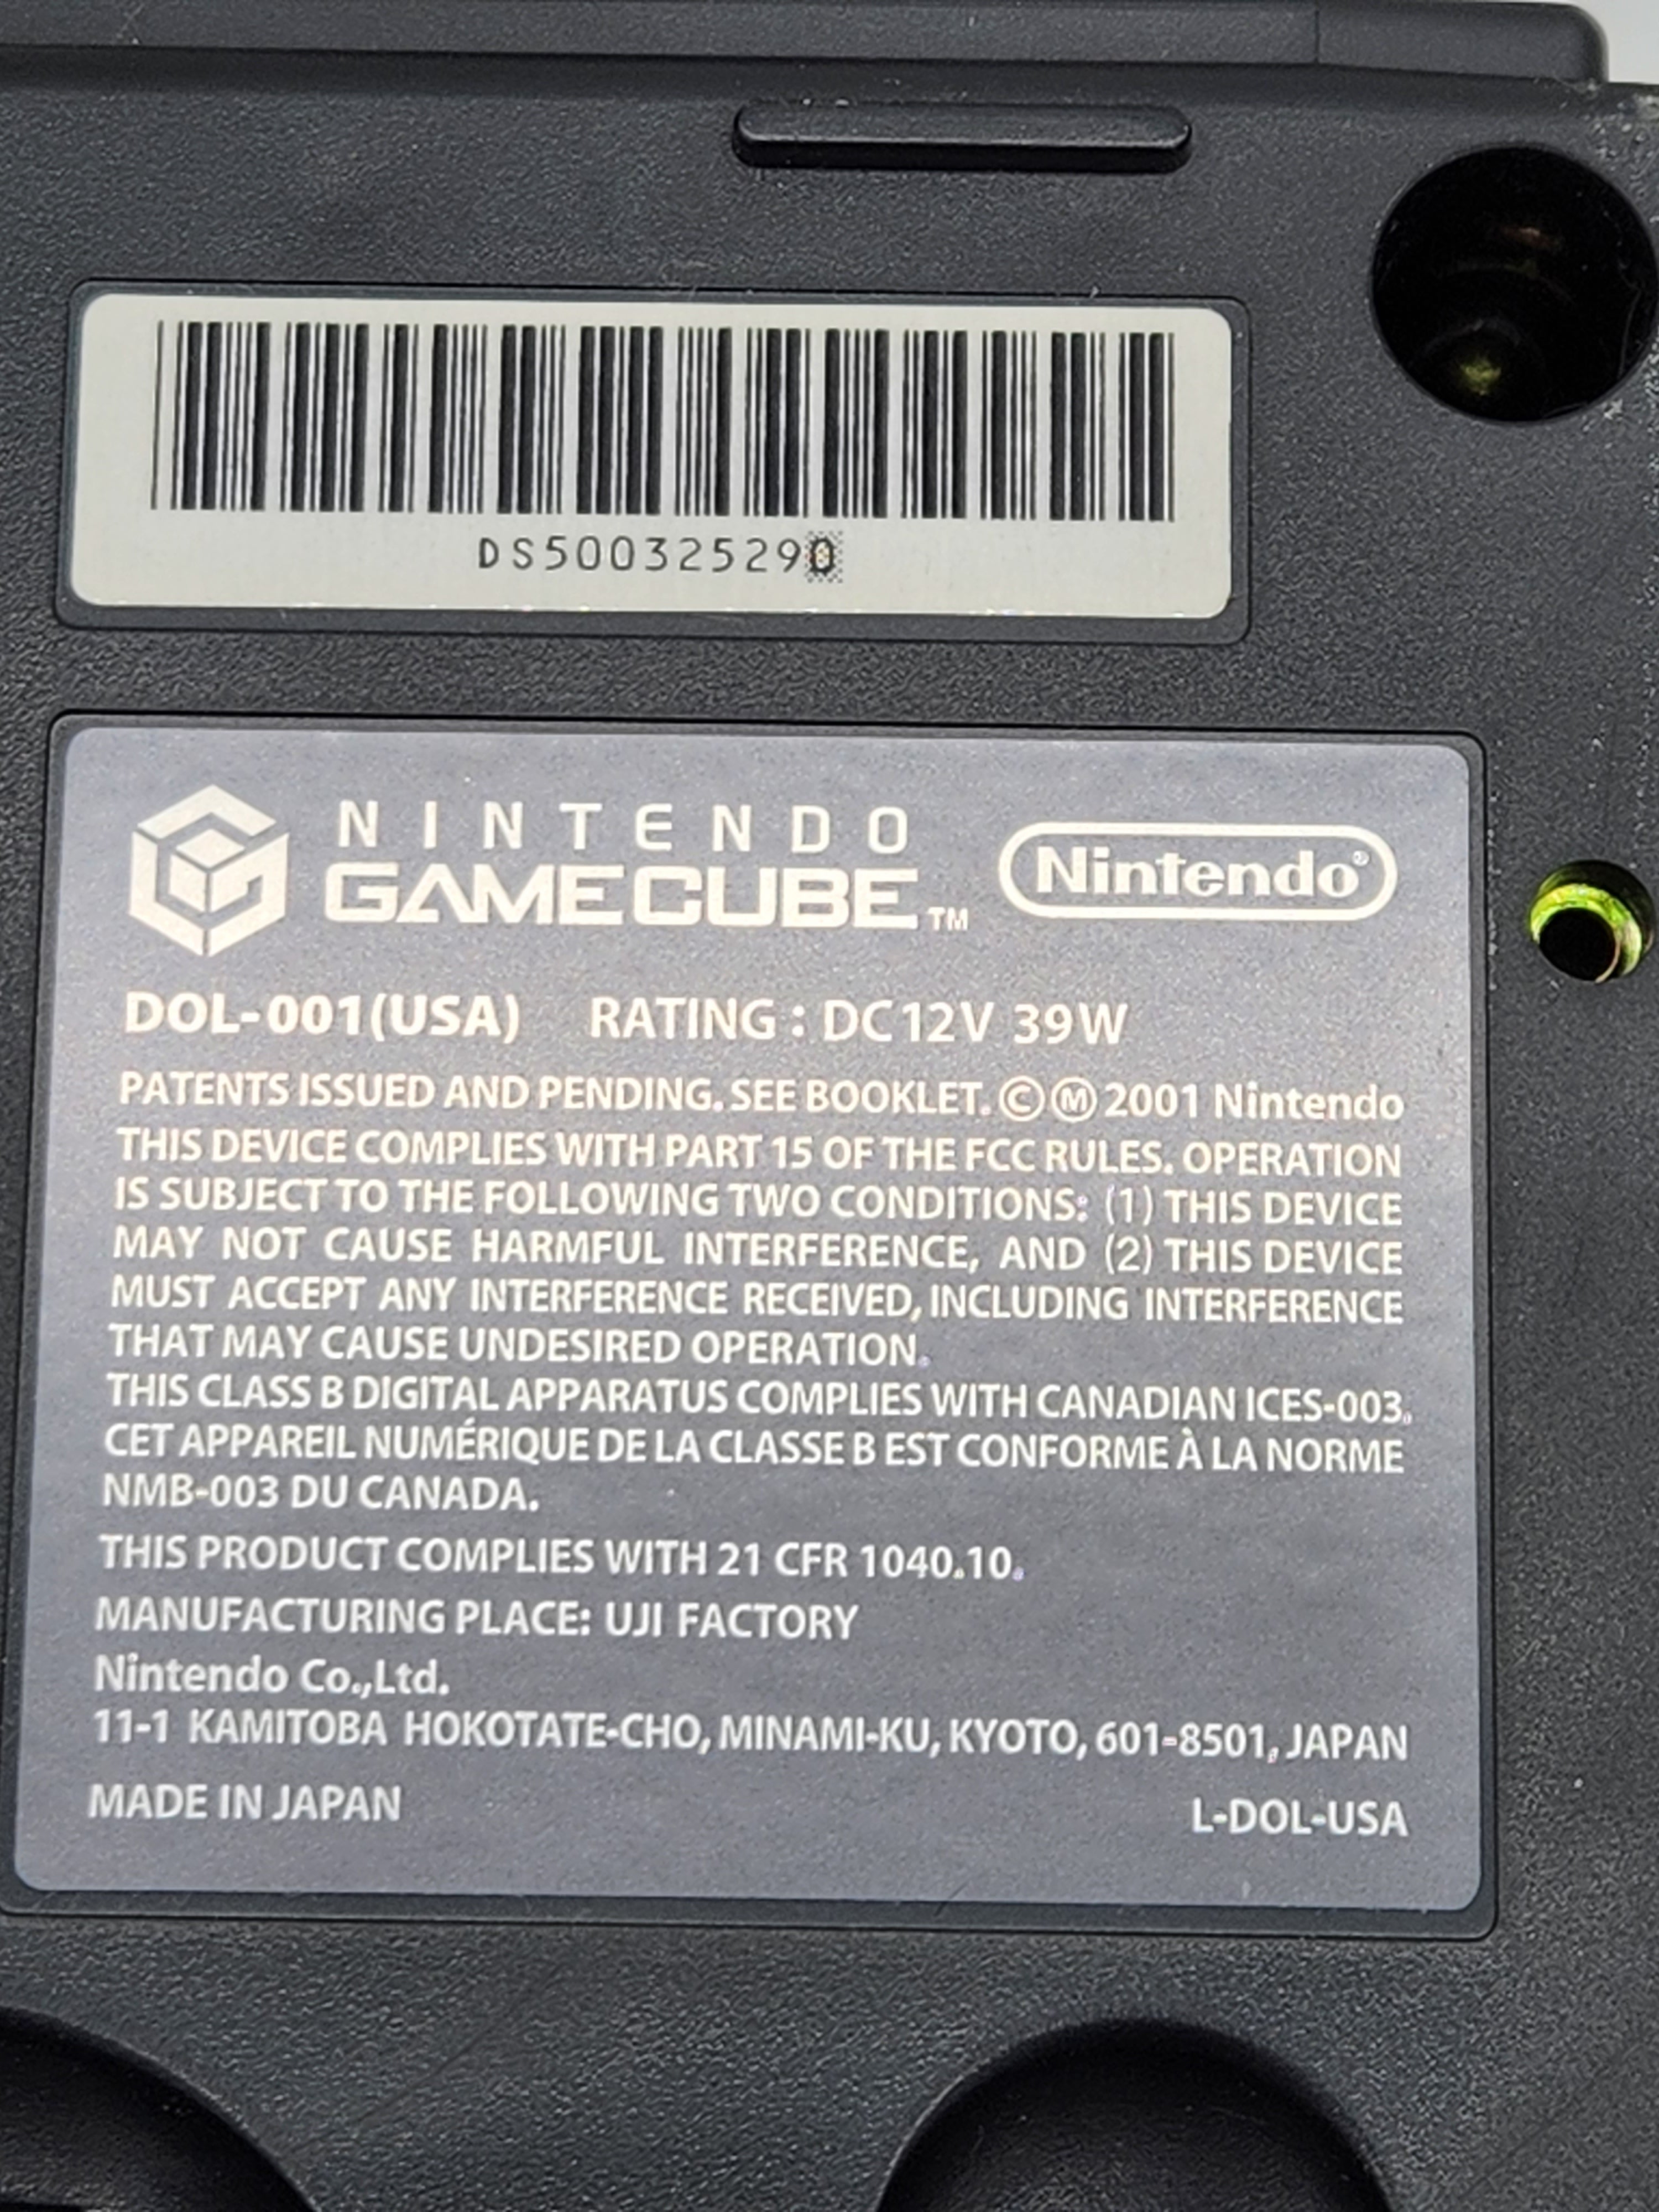 DS500325290
NINTENDO
GAMECUBE™
Nintendo®
DOL-001(USA) RATING : DC12V 39W
PATENTS ISSUED AND PENDING. SEE BOOKLET. ©Ⓜ2001 Nintendo
THIS DEVICE COMPLIES WITH PART 15 OF THE FCC RULES. OPERATION
IS SUBJECT TO THE FOLLOWING TWO CONDITIONS: (1) THIS DEVICE
MAY NOT CAUSE HARMFUL INTERFERENCE, AND (2) THIS DEVICE
MUST ACCEPT ANY INTERFERENCE RECEIVED, INCLUDING INTERFERENCE
THAT MAY CAUSE UNDESIRED OPERATION.
THIS CLASS B DIGITAL APPARATUS COMPLIES WITH CANADIAN ICES-003.
CET APPAREIL NUMÉRIQUE DE LA CLASSE B EST CONFORME À LA NORME
NMB-003 DU CANADA.
THIS PRODUCT COMPLIES WITH 21 CFR 1040.10.
MANUFACTURING PLACE: UJI FACTORY
Nintendo Co.,Ltd.
11-1 KAMITOBA HOKOTATE-CHO, MINAMI-KU, KYOTO, 601-8501, JAPAN
MADE IN JAPAN L-DOL-USA